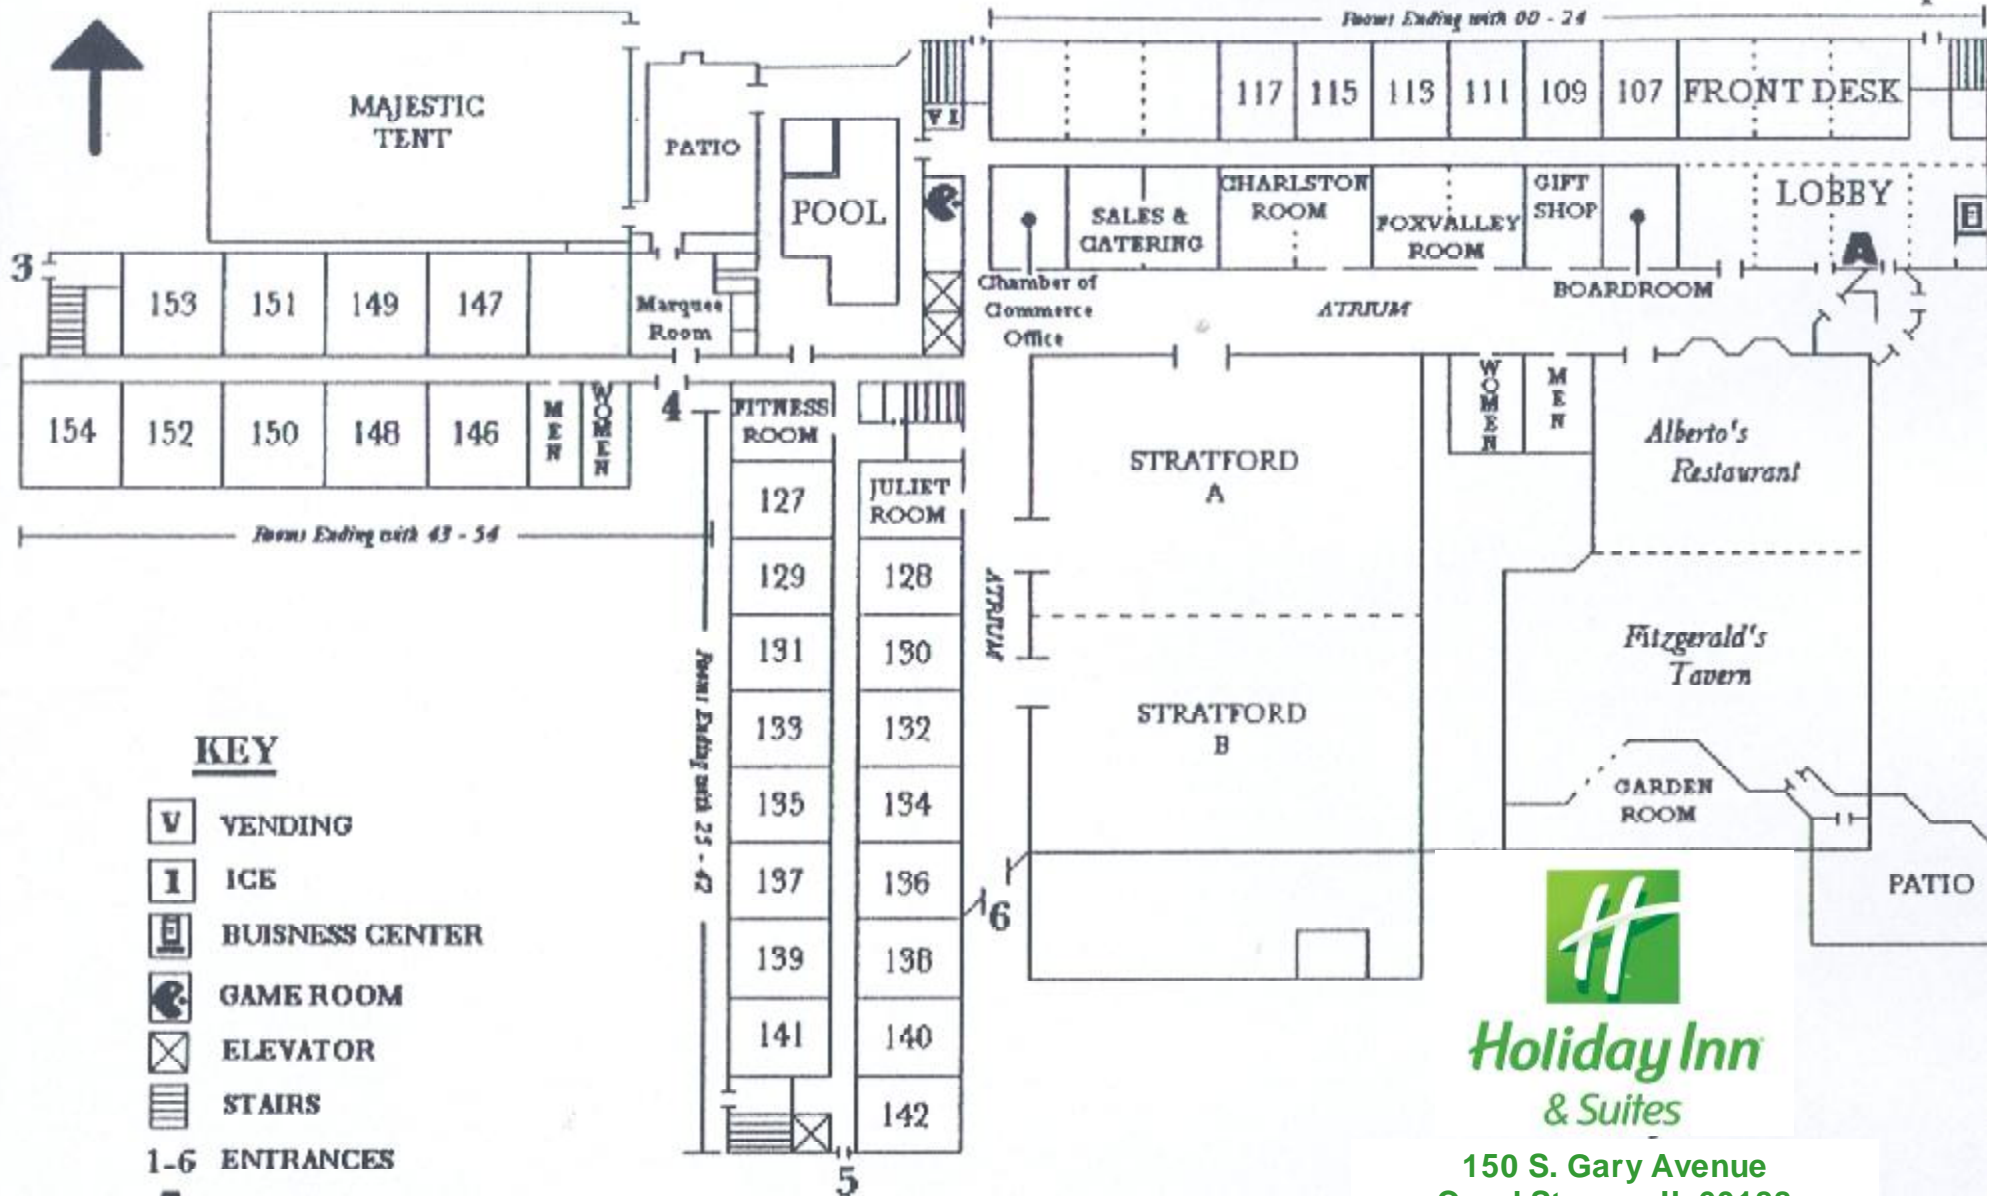 Rooms Ending with 00 - 24
MAJESTIC
TENT
PATIO
POOL
V I
117
115
113
111
109
107
FRONT DESK
CHARLSTON
ROOM
SALES &
CATERING
FOXVALLEY
ROOM
GIFT
SHOP
LOBBY
A
3
153
151
149
147
Marquee
Room
Chamber of
Commerce
Office
ATRIUM
BOARDROOM
154
152
150
148
146
MEN
WOMEN
4
FITNESS
ROOM
WOMEN
MEN
STRATFORD
A
Alberto's
Restaurant
Rooms Ending with 43 - 54
127
JULIET
ROOM
129
128
131
130
133
132
135
134
137
136
139
138
141
140
142
Rooms Ending with 25 - 42
ATRIUM
STRATFORD
B
Fitzgerald's
Tavern
GARDEN
ROOM
PATIO
6
5
KEY
V VENDING
I ICE
BUISNESS CENTER
GAME ROOM
ELEVATOR
STAIRS
1-6 ENTRANCES
H
Holiday Inn
& Suites
150 S. Gary Avenue